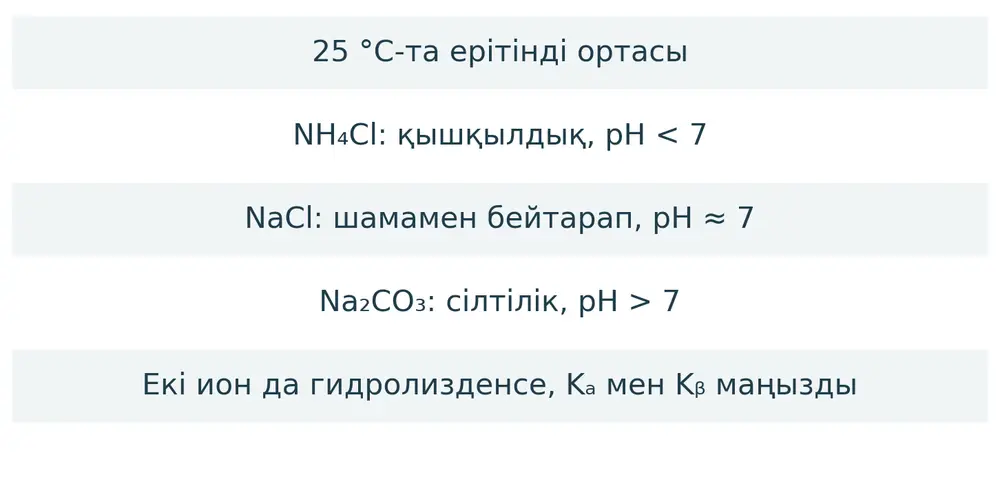 25 °C-та ерітінді ортасы
NH₄Cl: қышқылдық, pH < 7
NaCl: шамамен бейтарап, pH ≈ 7
Na₂CO₃: сілтілік, pH > 7
Екі ион да гидролизденсе, Kₐ мен Kᵦ маңызды